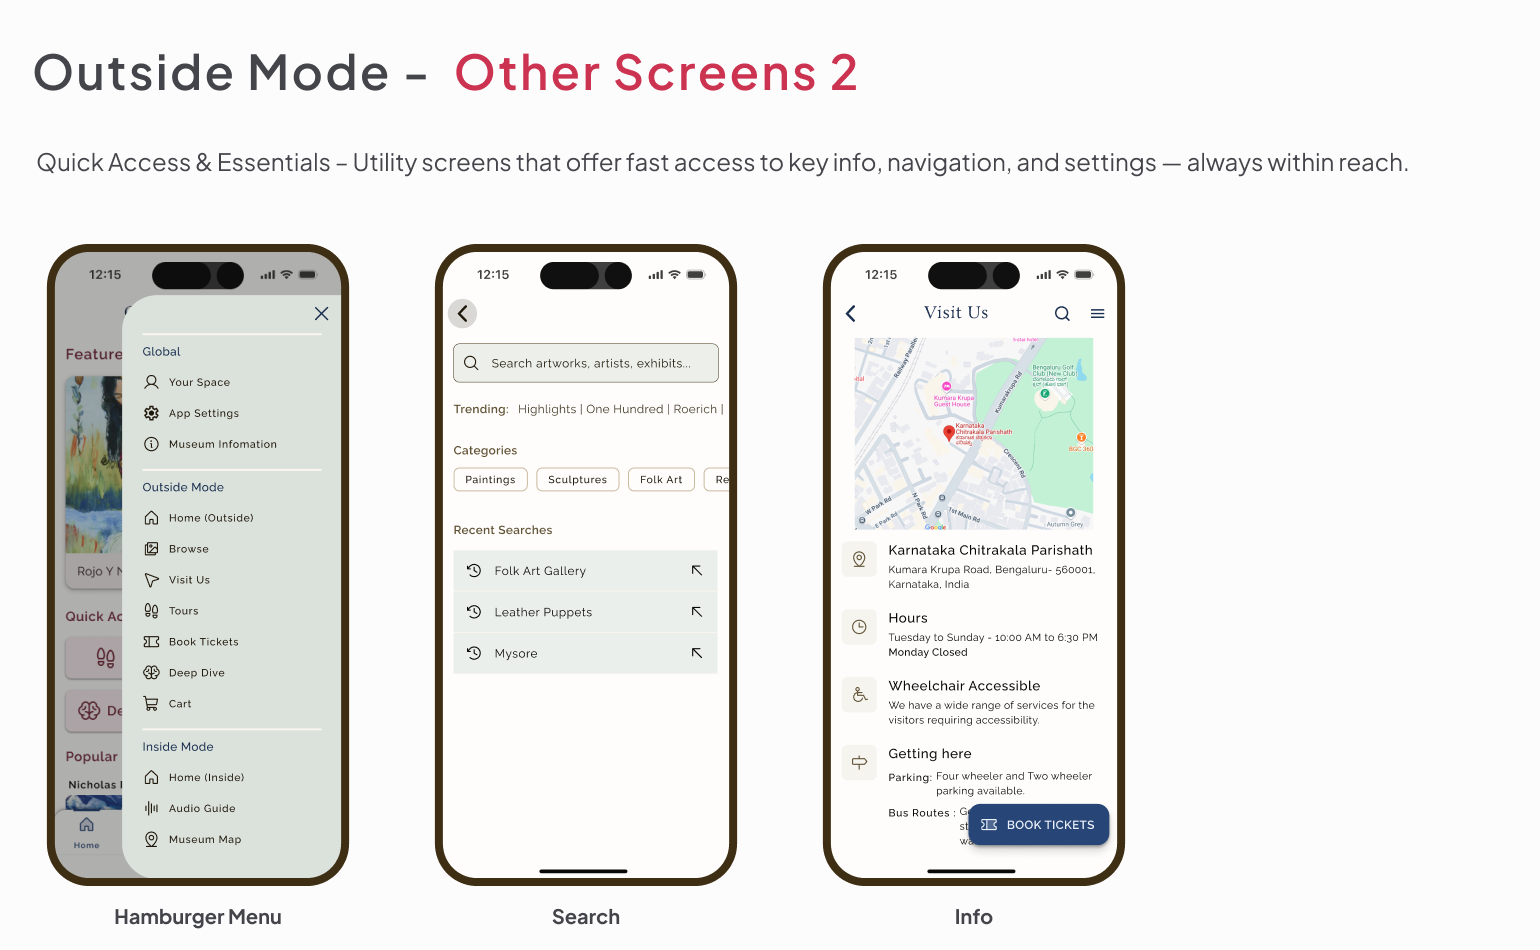 Outside Mode – Other Screens 2
Quick Access & Essentials – Utility screens that offer fast access to key info, navigation, and settings — always within reach.
12:15
Feature
Rojo Y N
Quick Ac
De
Popular
Nicholas
Home
Global
Your Space
App Settings
Museum Infomation
Outside Mode
Home (Outside)
Browse
Visit Us
Tours
Book Tickets
Deep Dive
Cart
Inside Mode
Home (Inside)
Audio Guide
Museum Map
Hamburger Menu
12:15
Search artworks, artists, exhibits...
Trending: Highlights | One Hundred | Roerich |
Categories
Paintings Sculptures Folk Art Re
Recent Searches
Folk Art Gallery
Leather Puppets
Mysore
Search
12:15
Visit Us
Railway Parallel
Kumarakrupa Rd
Bengaluru Golf
Club (New Club)
Kumara Krupa
Guest House
Karnataka
Chitrakala Parishath
BGC 360
Crescent Rd
W Park Rd
E Park Rd
N Park Rd
1st Main Rd
Autumn Grey
Google
Karnataka Chitrakala Parishath
Kumara Krupa Road, Bengaluru- 560001,
Karnataka, India
Hours
Tuesday to Sunday - 10:00 AM to 6:30 PM
Monday Closed
Wheelchair Accessible
We have a wide range of services for the
visitors requiring accessibility.
Getting here
Parking: Four wheeler and Two wheeler
parking available.
Bus Routes : G
st
wa
BOOK TICKETS
Info